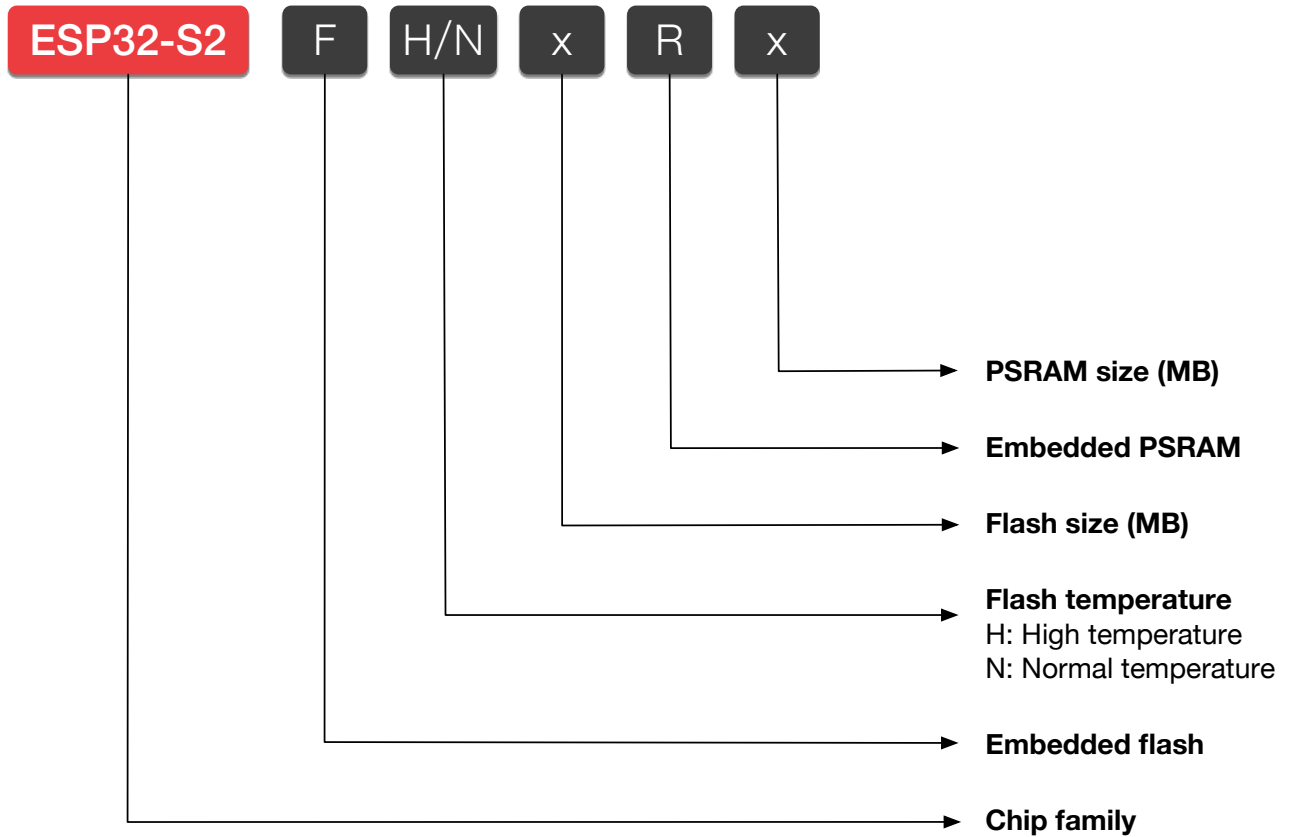 ESP32-S2 F H/N x R x
PSRAM size (MB)
Embedded PSRAM
Flash size (MB)
Flash temperature
H: High temperature
N: Normal temperature
Embedded flash
Chip family